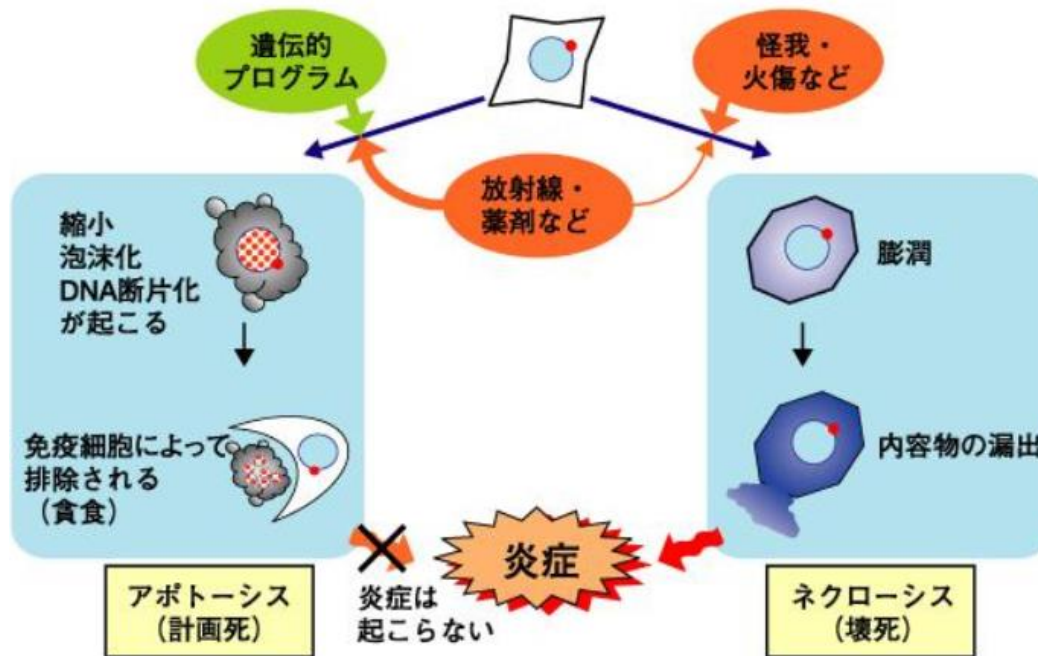 遺伝的
プログラム
怪我・
火傷など
放射線・
薬剤など
縮小
泡沫化
DNA断片化
が起こる
膨潤
免疫細胞によって
排除される
（貪食）
内容物の漏出
炎症
炎症は
起こらない
アポトーシス
（計画死）
ネクローシス
（壊死）